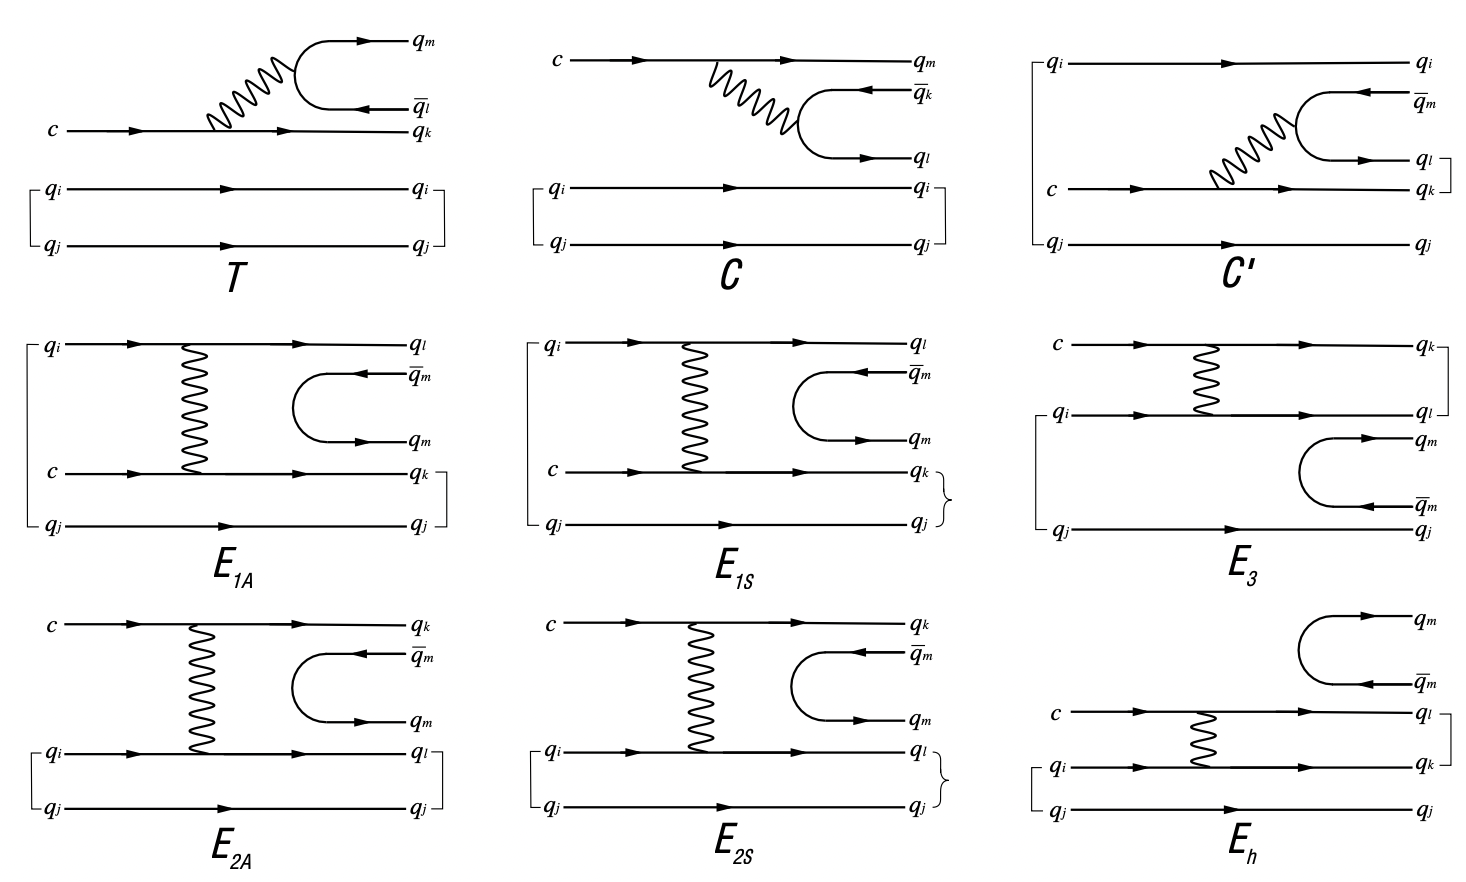 q_m
q̅_l
c q_k
q_i q_i
q_j q_j
T
c q_m
q̅_k
q_l
q_i q_i
q_j q_j
C
q_i q_i
q̅_m
q_l
c q_k
q_j q_j
C'
q_i q_l
q̅_m
q_m
c q_k
q_j q_j
E_1A
q_i q_l
q̅_m
q_m
c q_k
q_j q_j
E_1S
c q_k
q_i q_l
q_m
q̅_m
q_j q_j
E_3
c q_k
q̅_m
q_m
q_i q_l
q_j q_j
E_2A
c q_k
q̅_m
q_m
q_i q_l
q_j q_j
E_2S
q_m
q̅_m
c q_l
q_i q_k
q_j q_j
E_h